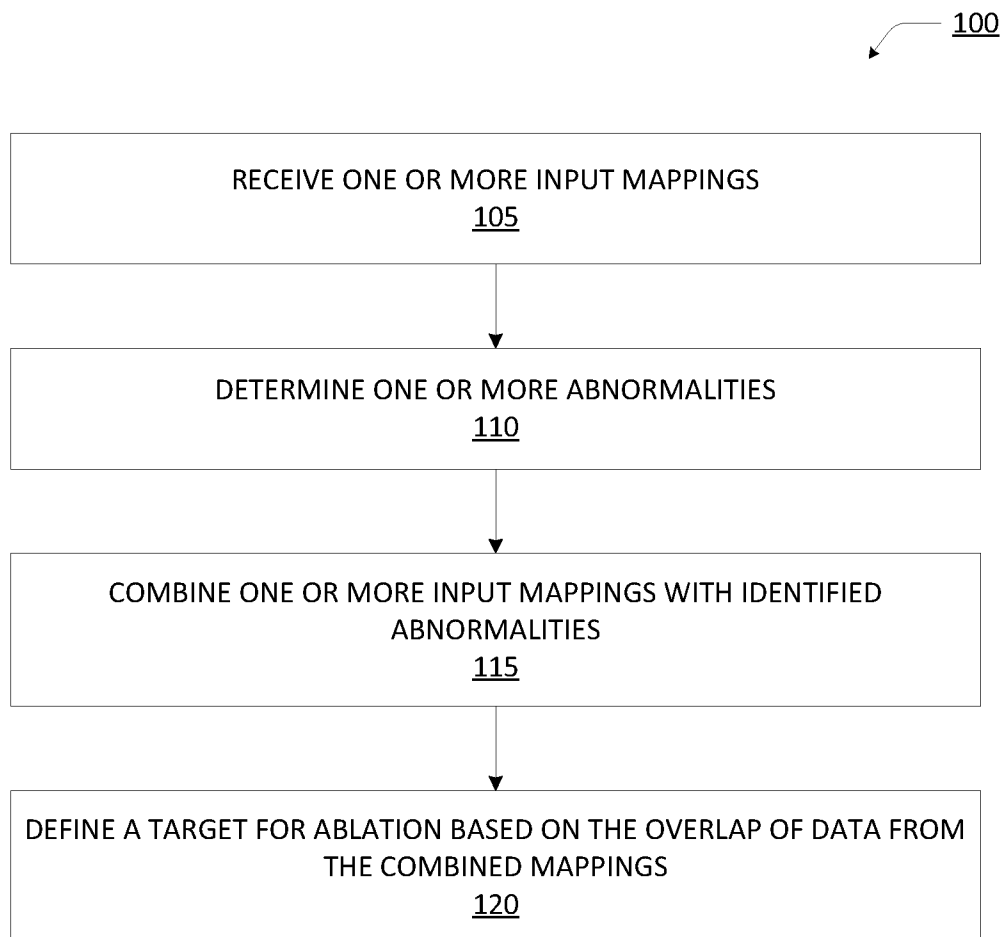 100
RECEIVE ONE OR MORE INPUT MAPPINGS
105
DETERMINE ONE OR MORE ABNORMALITIES
110
COMBINE ONE OR MORE INPUT MAPPINGS WITH IDENTIFIED
ABNORMALITIES
115
DEFINE A TARGET FOR ABLATION BASED ON THE OVERLAP OF DATA FROM
THE COMBINED MAPPINGS
120